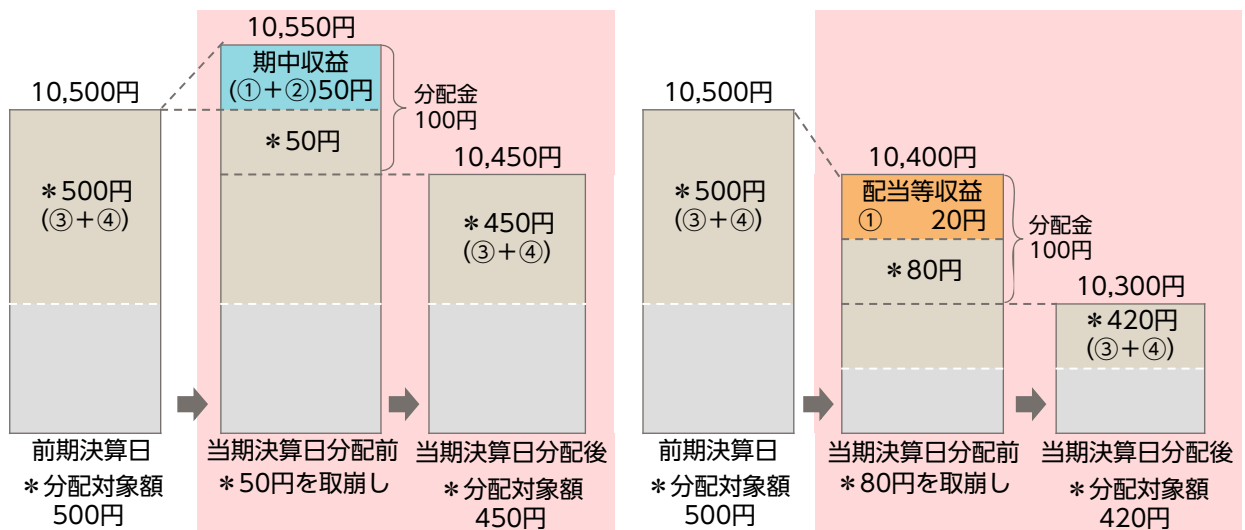 10,500円
＊500円
(③＋④)
前期決算日
＊分配対象額
500円
10,550円
期中収益
(①＋②)50円
＊50円
分配金
100円
当期決算日分配前
＊50円を取崩し
10,450円
＊450円
(③＋④)
当期決算日分配後
＊分配対象額
450円
10,500円
＊500円
(③＋④)
前期決算日
＊分配対象額
500円
10,400円
配当等収益
① 20円
＊80円
分配金
100円
当期決算日分配前
＊80円を取崩し
10,300円
＊420円
(③＋④)
当期決算日分配後
＊分配対象額
420円